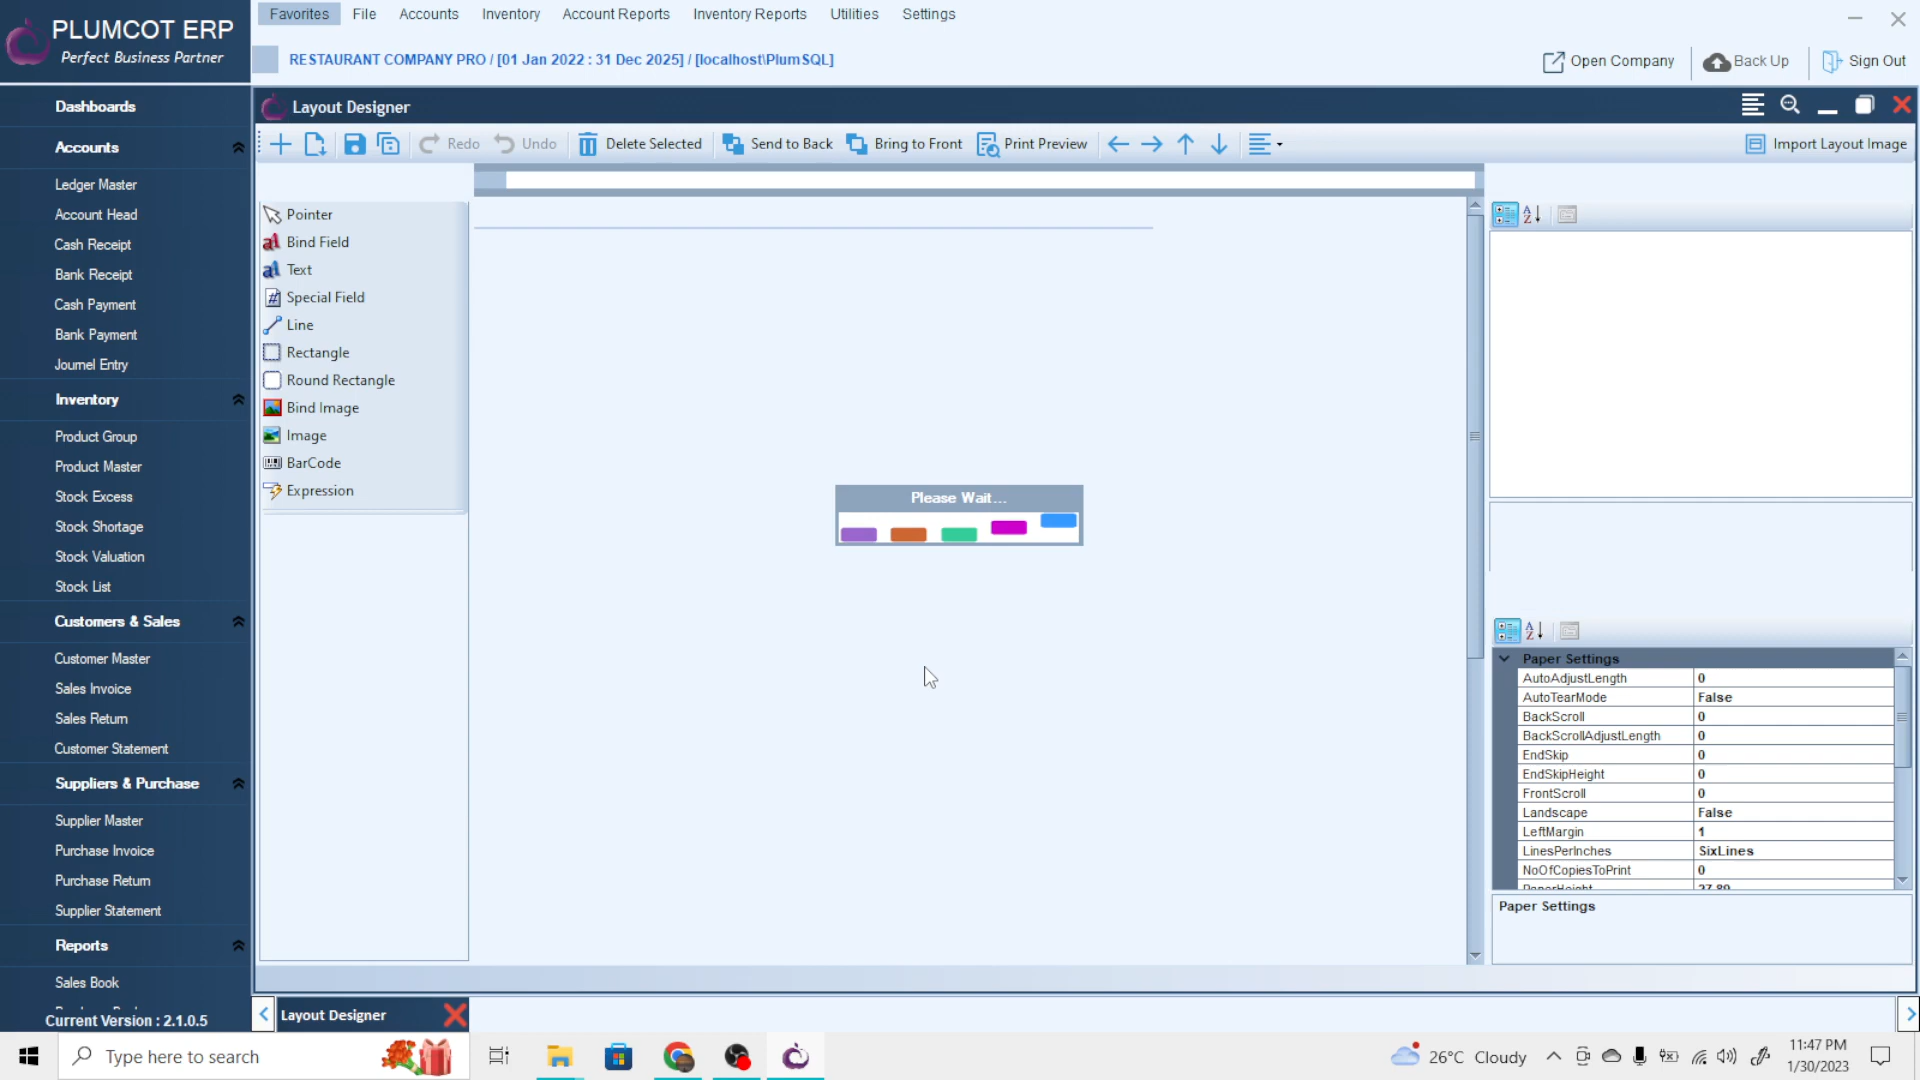 PLUMCOT ERP
Perfect Business Partner
Favorites File Accounts Inventory Account Reports Inventory Reports Utilities Settings
RESTAURANT COMPANY PRO / [01 Jan 2022 : 31 Dec 2025] / [localhost\PlumSQL]
Open Company Back Up Sign Out
Layout Designer
Redo Undo Delete Selected Send to Back Bring to Front Print Preview Import Layout Image
Dashboards
Accounts
Ledger Master
Account Head
Cash Receipt
Bank Receipt
Cash Payment
Bank Payment
Journel Entry
Inventory
Product Group
Product Master
Stock Excess
Stock Shortage
Stock Valuation
Stock List
Customers & Sales
Customer Master
Sales Invoice
Sales Return
Customer Statement
Suppliers & Purchase
Supplier Master
Purchase Invoice
Purchase Return
Supplier Statement
Reports
Sales Book
Current Version : 2.1.0.5
Pointer
Bind Field
Text
Special Field
Line
Rectangle
Round Rectangle
Bind Image
Image
BarCode
Expression
Please Wait...
Paper Settings
AutoAdjustLength 0
AutoTearMode False
BackScroll 0
BackScrollAdjustLength 0
EndSkip 0
EndSkipHeight 0
FrontScroll 0
Landscape False
LeftMargin 1
LinesPerInches SixLines
NoOfCopiesToPrint 0
PaperHeight 27.89
Paper Settings
Layout Designer
Type here to search
26°C Cloudy
11:47 PM
1/30/2023